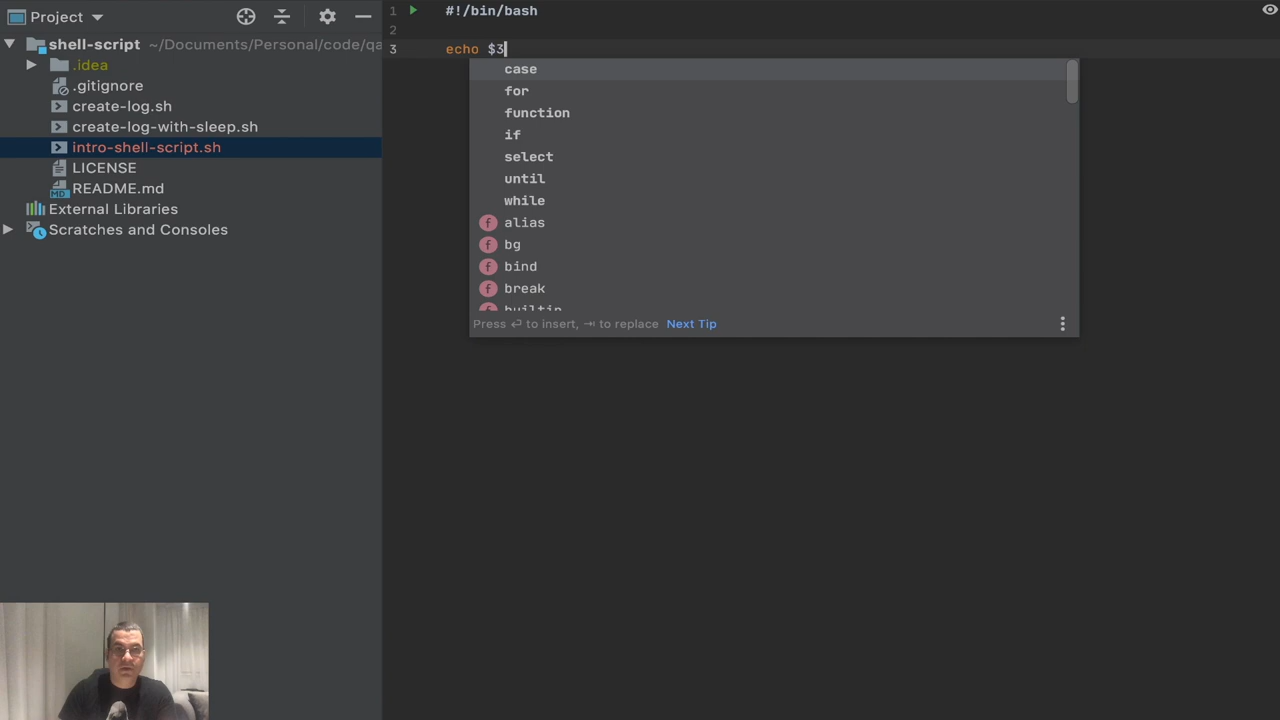 Project
shell-script ~/Documents/Personal/code/qa
.idea
.gitignore
create-log.sh
create-log-with-sleep.sh
intro-shell-script.sh
LICENSE
MD README.md
External Libraries
Scratches and Consoles
1 #!/bin/bash
2
3 echo $3
case
for
function
if
select
until
while
f alias
f bg
f bind
f break
f builtin
Press ↵ to insert, ⇥ to replace Next Tip